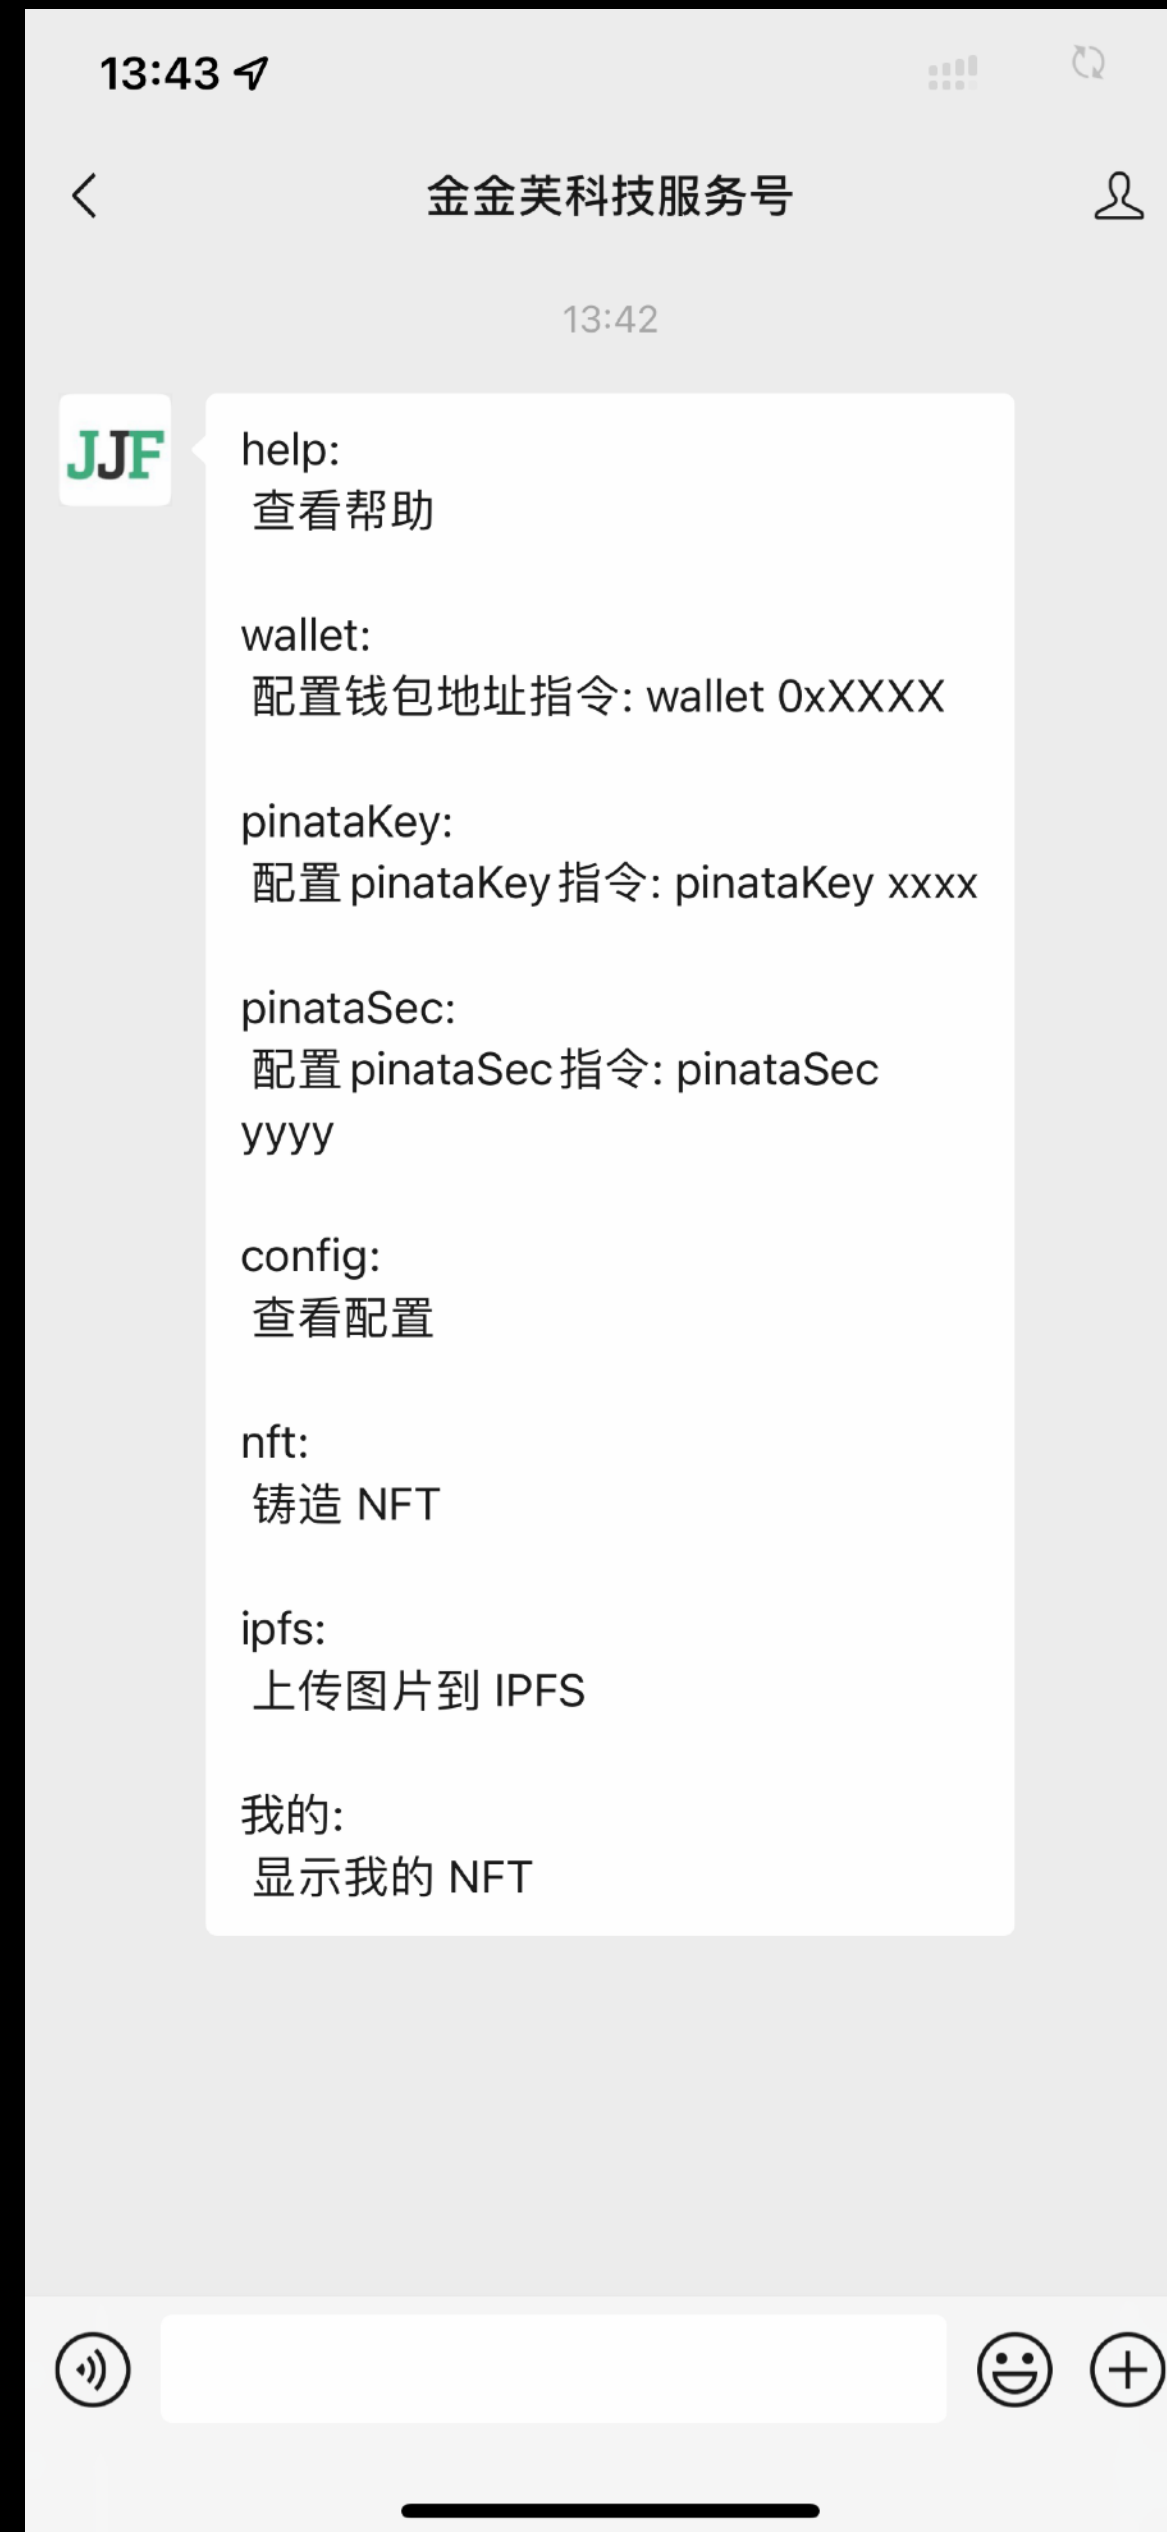 13:43
金金芙科技服务号
13:42
JJF
help:
查看帮助
wallet:
配置钱包地址指令: wallet 0xXXXX
pinataKey:
配置pinataKey指令: pinataKey xxxx
pinataSec:
配置pinataSec指令: pinataSec
yyyy
config:
查看配置
nft:
铸造 NFT
ipfs:
上传图片到 IPFS
我的:
显示我的 NFT